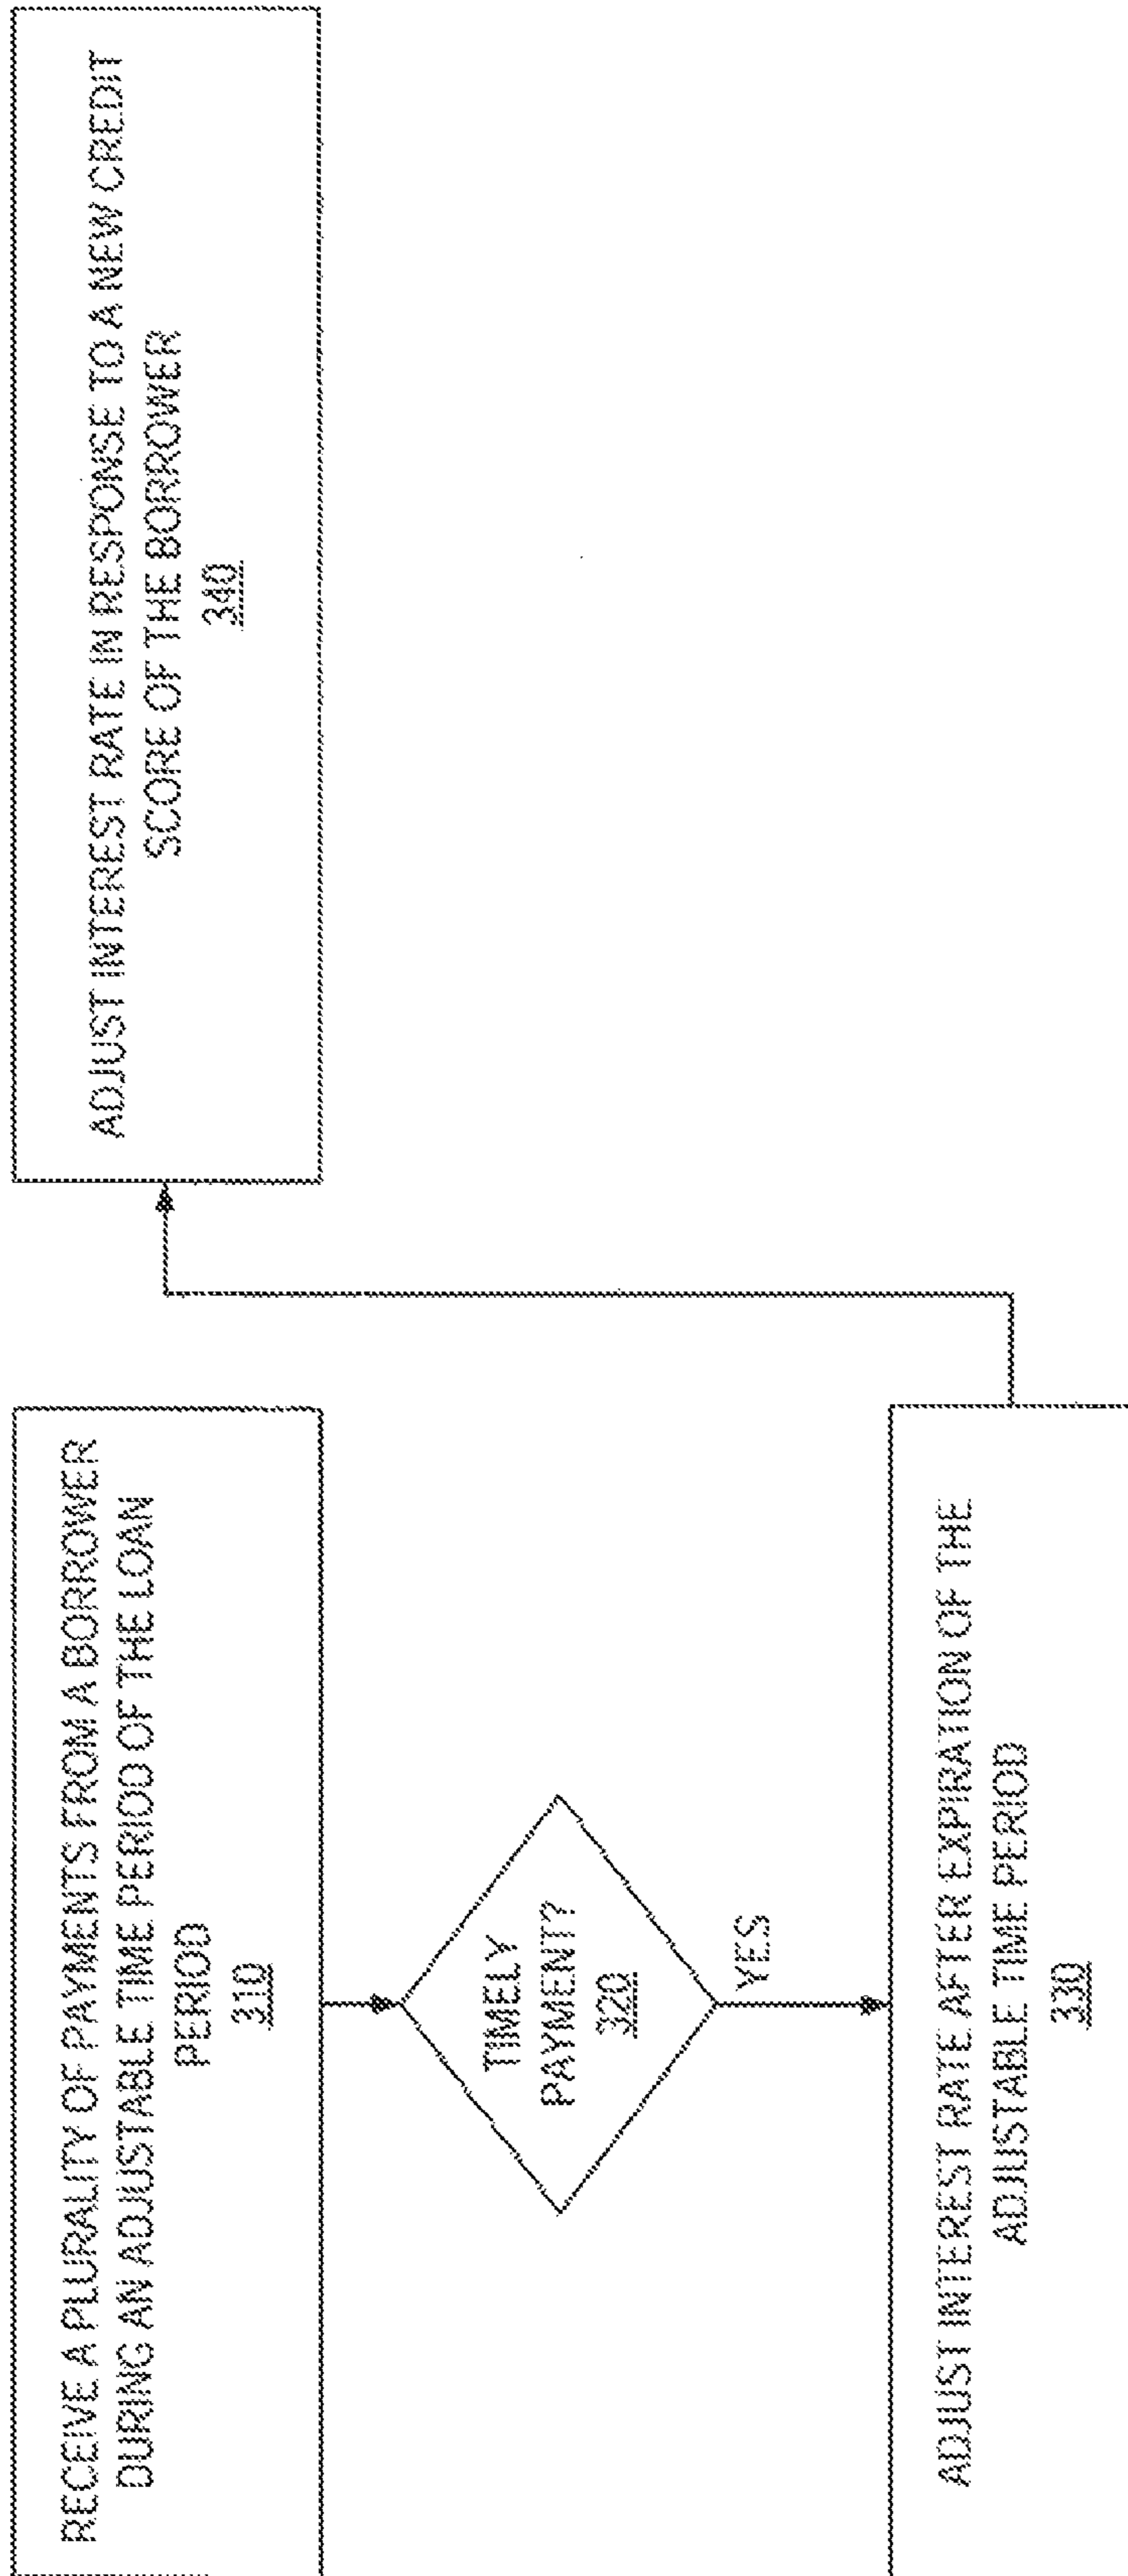 RECEIVE A PLURALITY OF PAYMENTS FROM A BORROWER
DURING AN ADJUSTABLE TIME PERIOD OF THE LOAN
PERIOD
310
TIMELY
PAYMENT?
320
YES
ADJUST INTEREST RATE AFTER EXPIRATION OF THE
ADJUSTABLE TIME PERIOD
330
ADJUST INTEREST RATE IN RESPONSE TO A NEW CREDIT
SCORE OF THE BORROWER
340